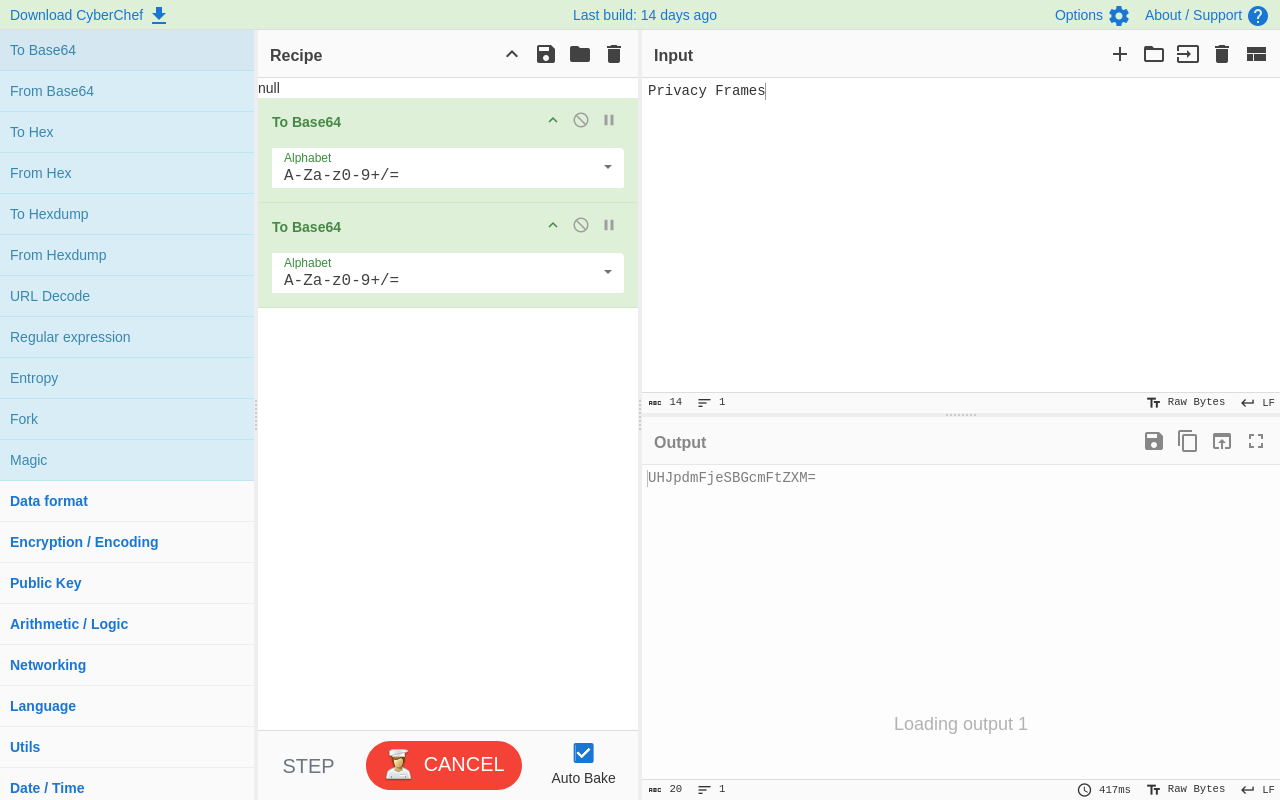 Download CyberChef
Last build: 14 days ago
Options
About / Support
To Base64
From Base64
To Hex
From Hex
To Hexdump
From Hexdump
URL Decode
Regular expression
Entropy
Fork
Magic
Data format
Encryption / Encoding
Public Key
Arithmetic / Logic
Networking
Language
Utils
Date / Time
Recipe
null
To Base64
Alphabet
A-Za-z0-9+/=
To Base64
Alphabet
A-Za-z0-9+/=
STEP
CANCEL
Auto Bake
Input
Privacy Frames
ABC 14 1
Raw Bytes LF
Output
UHJpdmFjeSBGcmFtZXM=
Loading output 1
ABC 20 1
417ms Raw Bytes LF